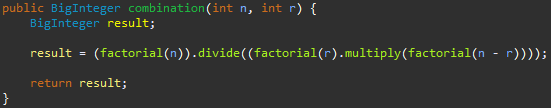 public BigInteger combination(int n, int r) {
BigInteger result;
result = (factorial(n)).divide((factorial(r).multiply(factorial(n - r))));
return result;
}